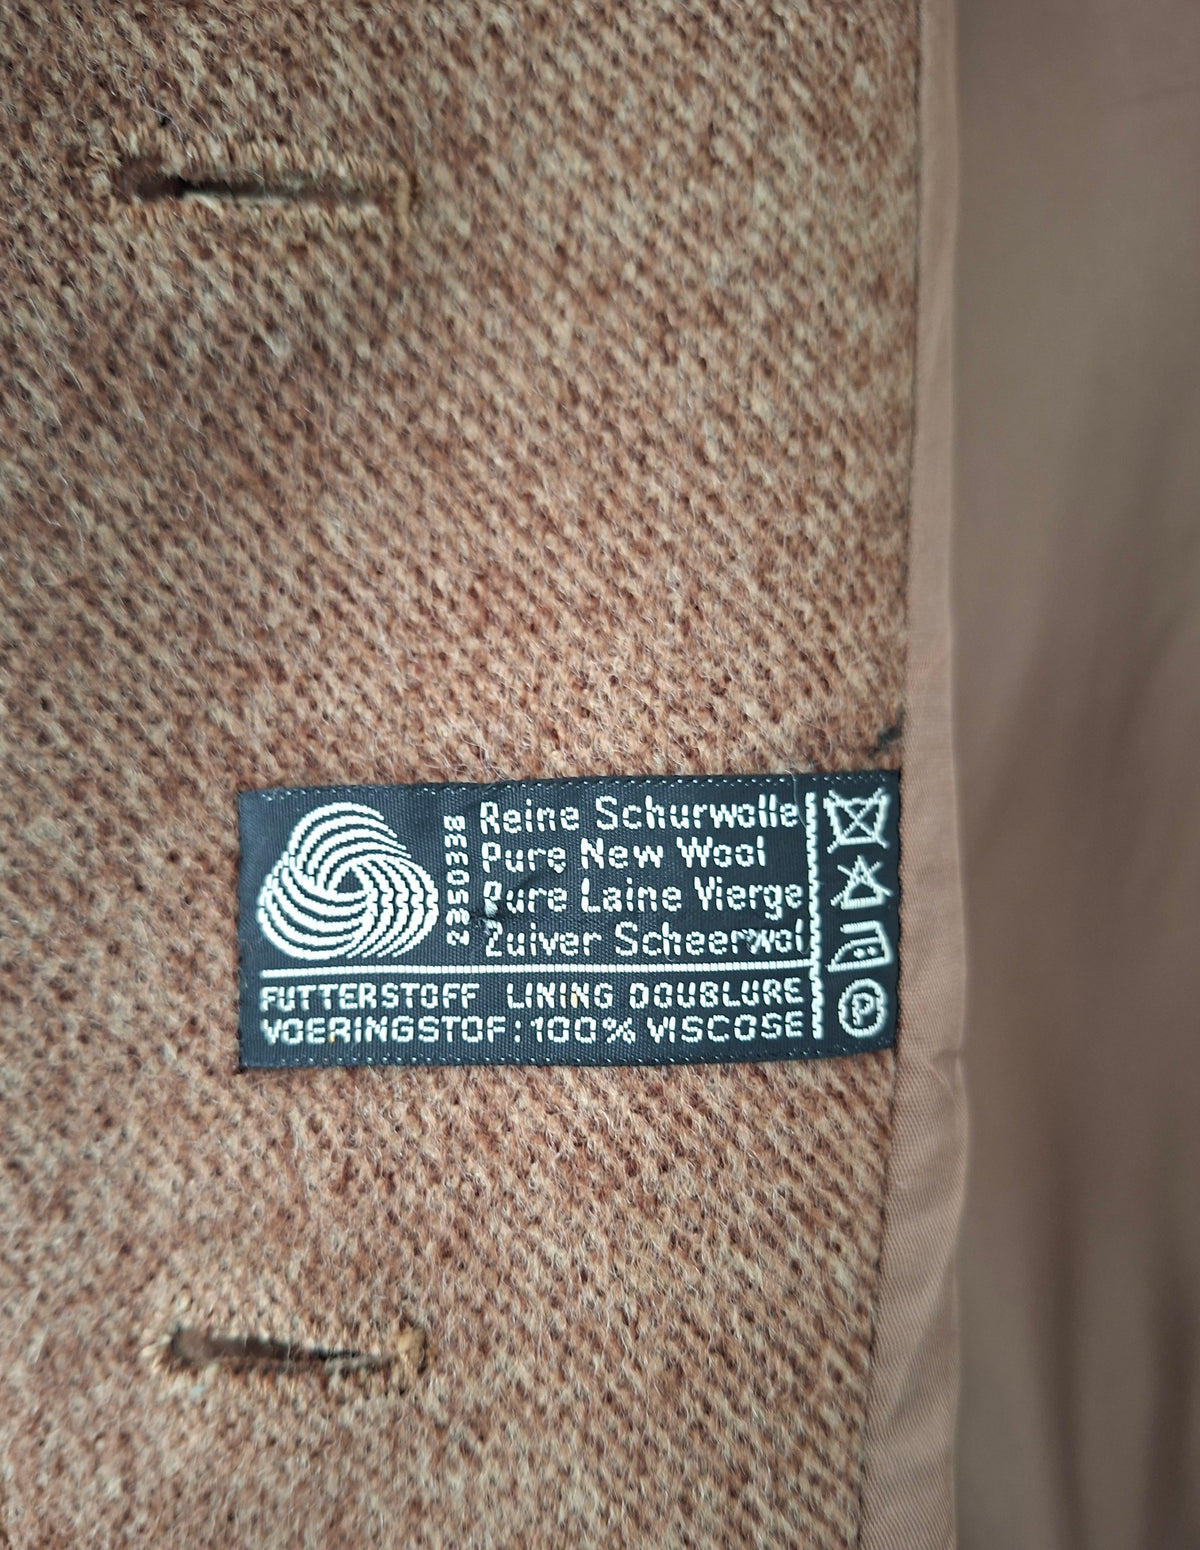 2350338
Reine Schurwolle
Pure New Wool
Pure Laine Vierge
Zuiver Scheerwol
FUTTERSTOFF LINING DOUBLURE
VOERINGSTOF: 100% VISCOSE
P